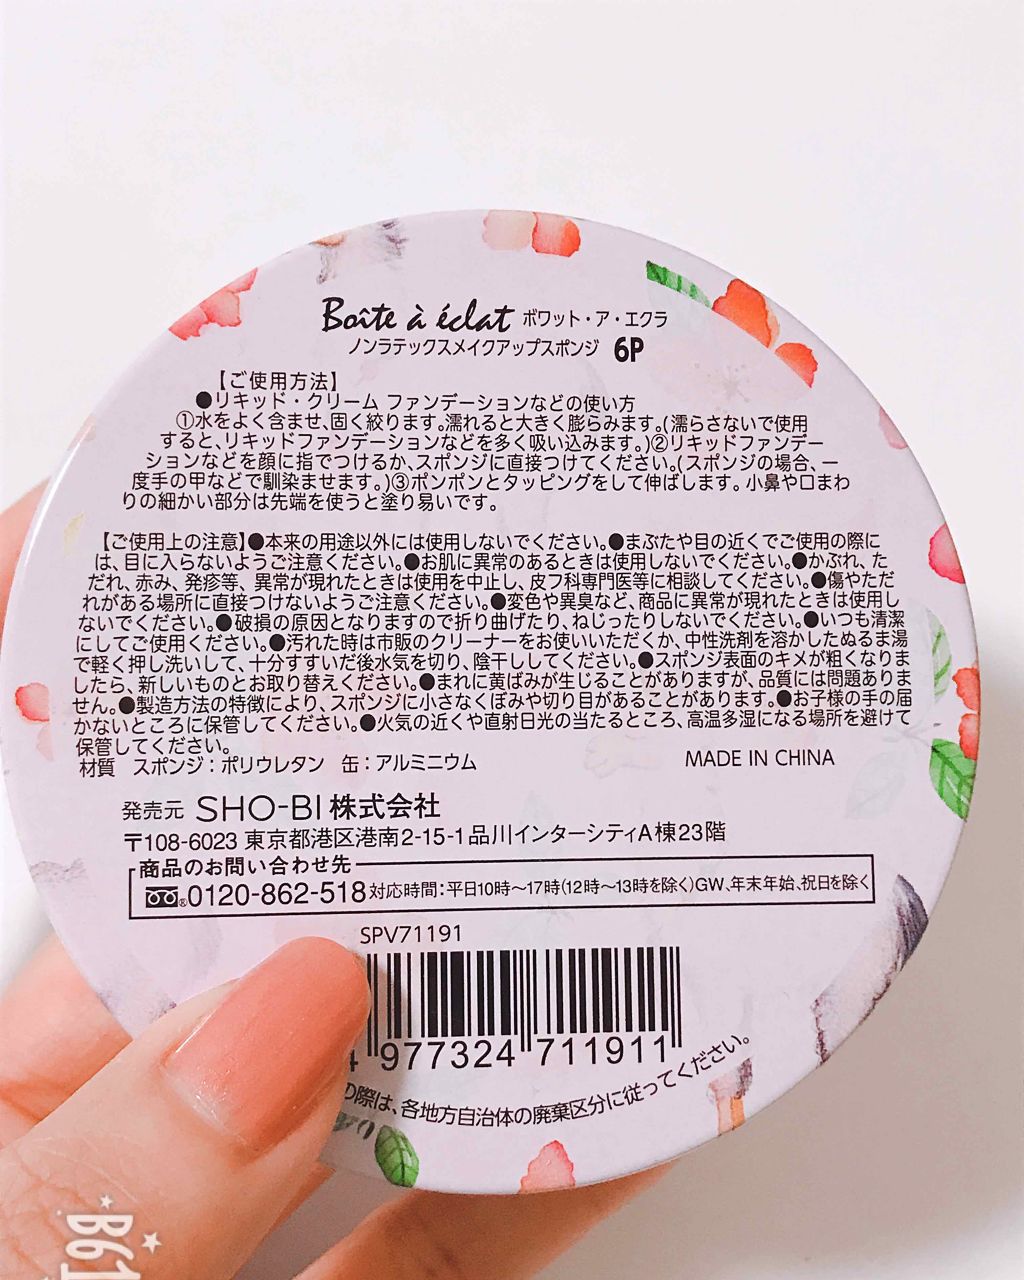 Boîte à éclat ボワット・ア・エクラ
ノンラテックスメイクアップスポンジ 6P
【ご使用方法】
●リキッド・クリーム ファンデーションなどの使い方
①水をよく含ませ、固く絞ります。濡れると大きく膨らみます。(濡らさないで使用
すると、リキッドファンデーションなどを多く吸い込みます。)②リキッドファンデー
ションなどを顔に指でつけるか、スポンジに直接つけてください。(スポンジの場合、一
度手の甲などで馴染ませます。)③ポンポンとタッピングをして伸ばします。小鼻や口まわ
りの細かい部分は先端を使うと塗り易いです。
【ご使用上の注意】●本来の用途以外には使用しないでください。●まぶたや目の近くでご使用の際に
は、目に入らないようご注意ください。●お肌に異常のあるときは使用しないでください。●かぶれ、た
だれ、赤み、発疹等、異常が現れたときは使用を中止し、皮フ科専門医等に相談してください。●傷やただ
れがある場所に直接つけないようご注意ください。●変色や異臭など、商品に異常が現れたときは使用し
ないでください。●破損の原因となりますので折り曲げたり、ねじったりしないでください。●いつも清潔
にしてご使用ください。●汚れた時は市販のクリーナーをお使いいただくか、中性洗剤を溶かしたぬるま湯
で軽く押し洗いして、十分すすいだ後水気を切り、陰干ししてください。●スポンジ表面のキメが粗くなりま
したら、新しいものとお取り替えください。●まれに黄ばみが生じることがありますが、品質には問題ありま
せん。●製造方法の特徴により、スポンジに小さなくぼみや切り目があることがあります。●お子様の手の届
かないところに保管してください。●火気の近くや直射日光の当たるところ、高温多湿になる場所を避けて
保管してください。
材質 スポンジ：ポリウレタン 缶：アルミニウム MADE IN CHINA
発売元 SHO-BI株式会社
〒108-6023 東京都港区港南2-15-1品川インターシティA棟23階
商品のお問い合わせ先
0120-862-518 対応時間：平日10時～17時(12時～13時を除く)GW、年末年始、祝日を除く
SPV71191
4 977324 711911
の際は、各地方自治体の廃棄区分に従ってください。
B61